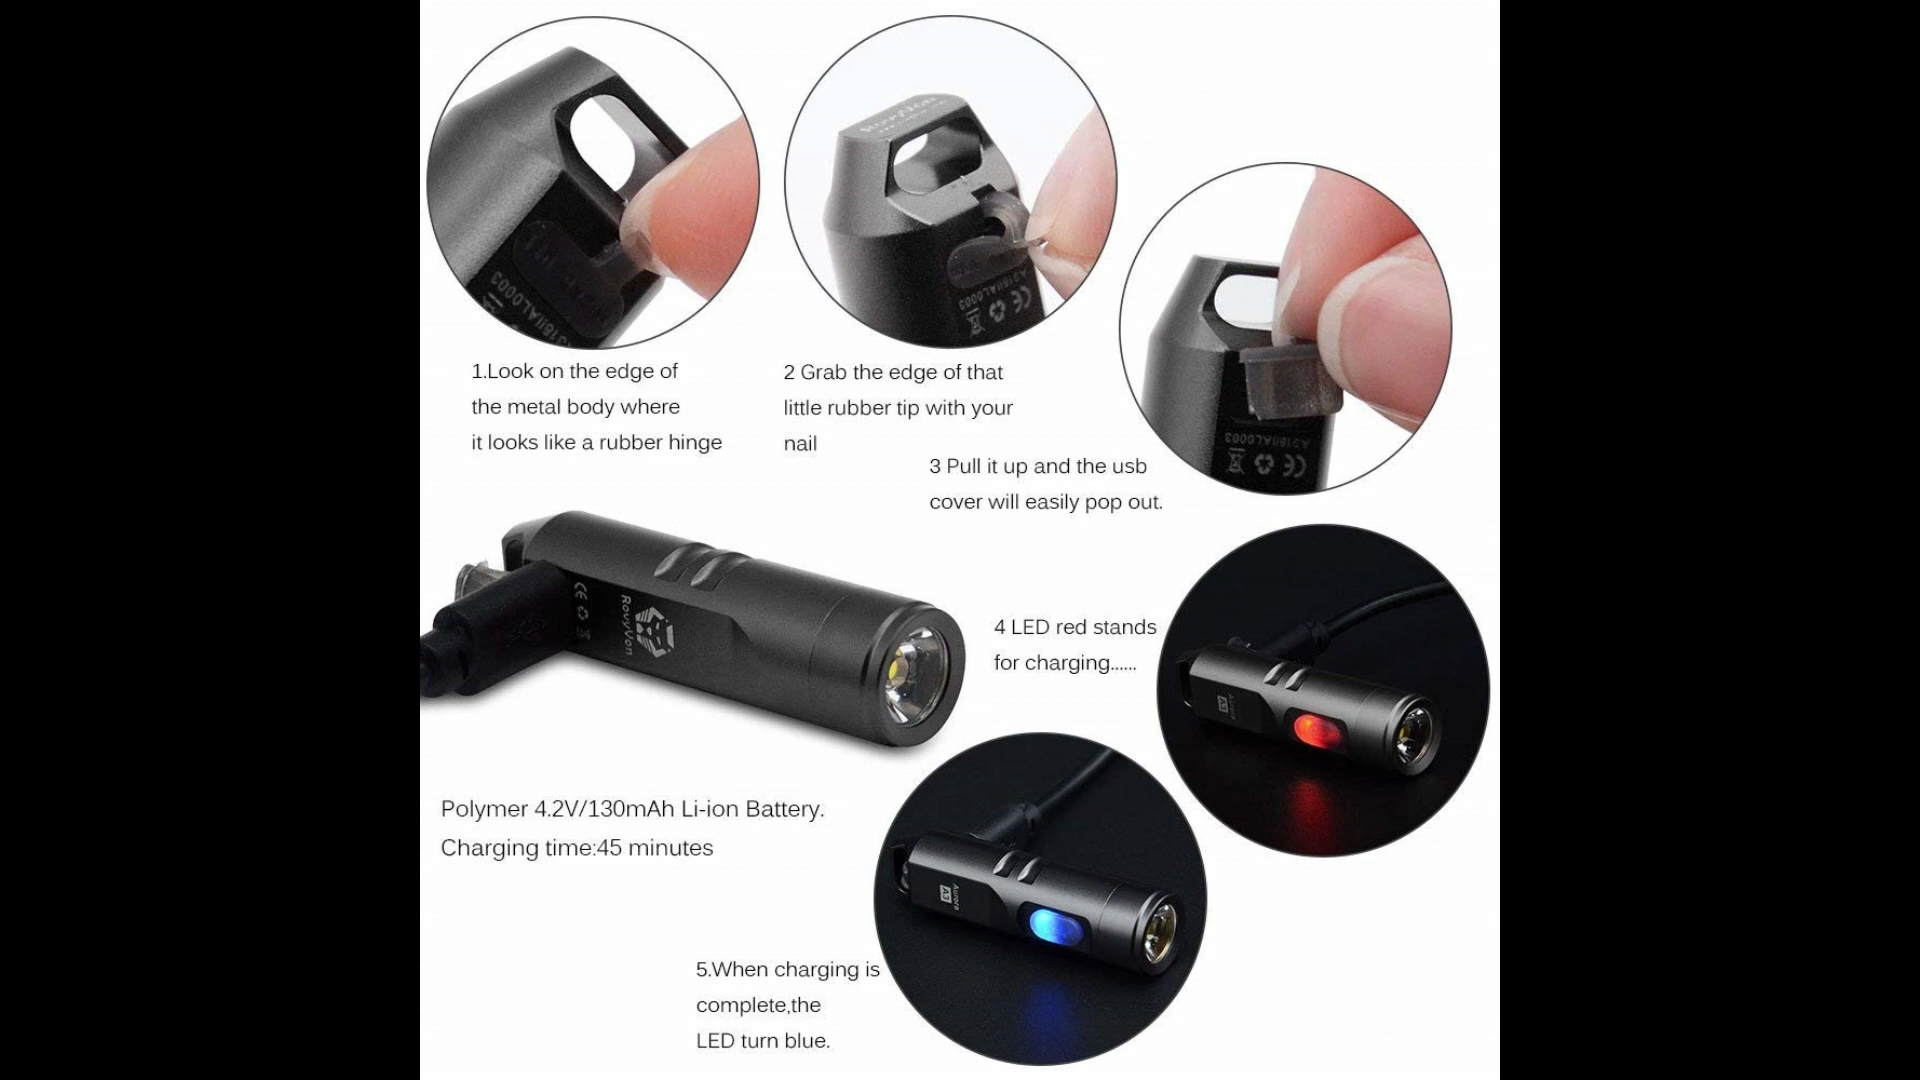 1.Look on the edge of
the metal body where
it looks like a rubber hinge
2 Grab the edge of that
little rubber tip with your
nail
3 Pull it up and the usb
cover will easily pop out.
RovyVon
4 LED red stands
for charging......
Aurora
A3
Polymer 4.2V/130mAh Li-ion Battery.
Charging time:45 minutes
Aurora
A3
5.When charging is
complete,the
LED turn blue.